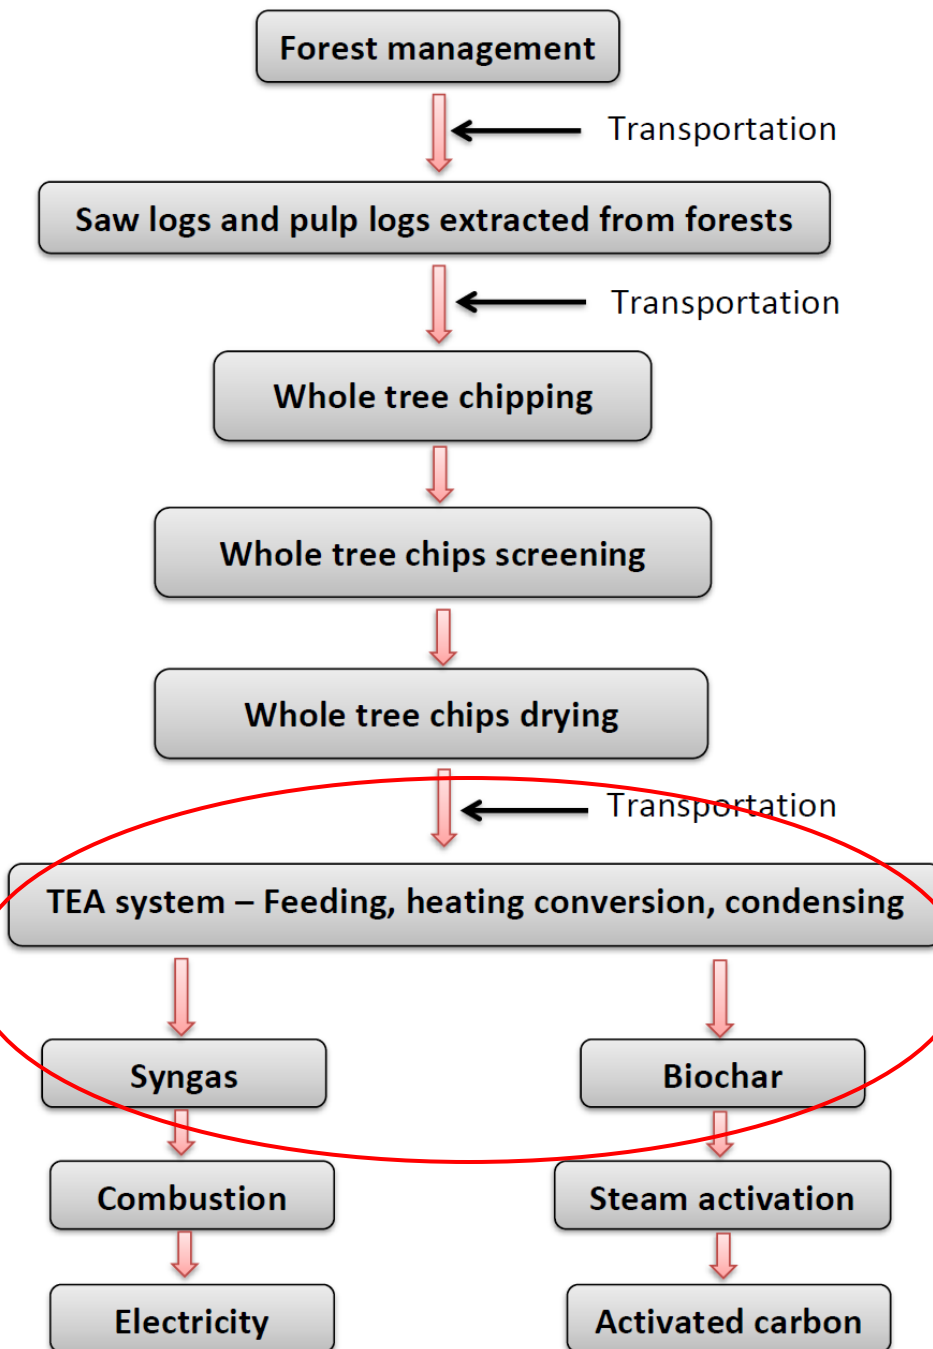 Forest management
Transportation
Saw logs and pulp logs extracted from forests
Transportation
Whole tree chipping
Whole tree chips screening
Whole tree chips drying
Transportation
TEA system – Feeding, heating conversion, condensing
Syngas
Biochar
Combustion
Steam activation
Electricity
Activated carbon